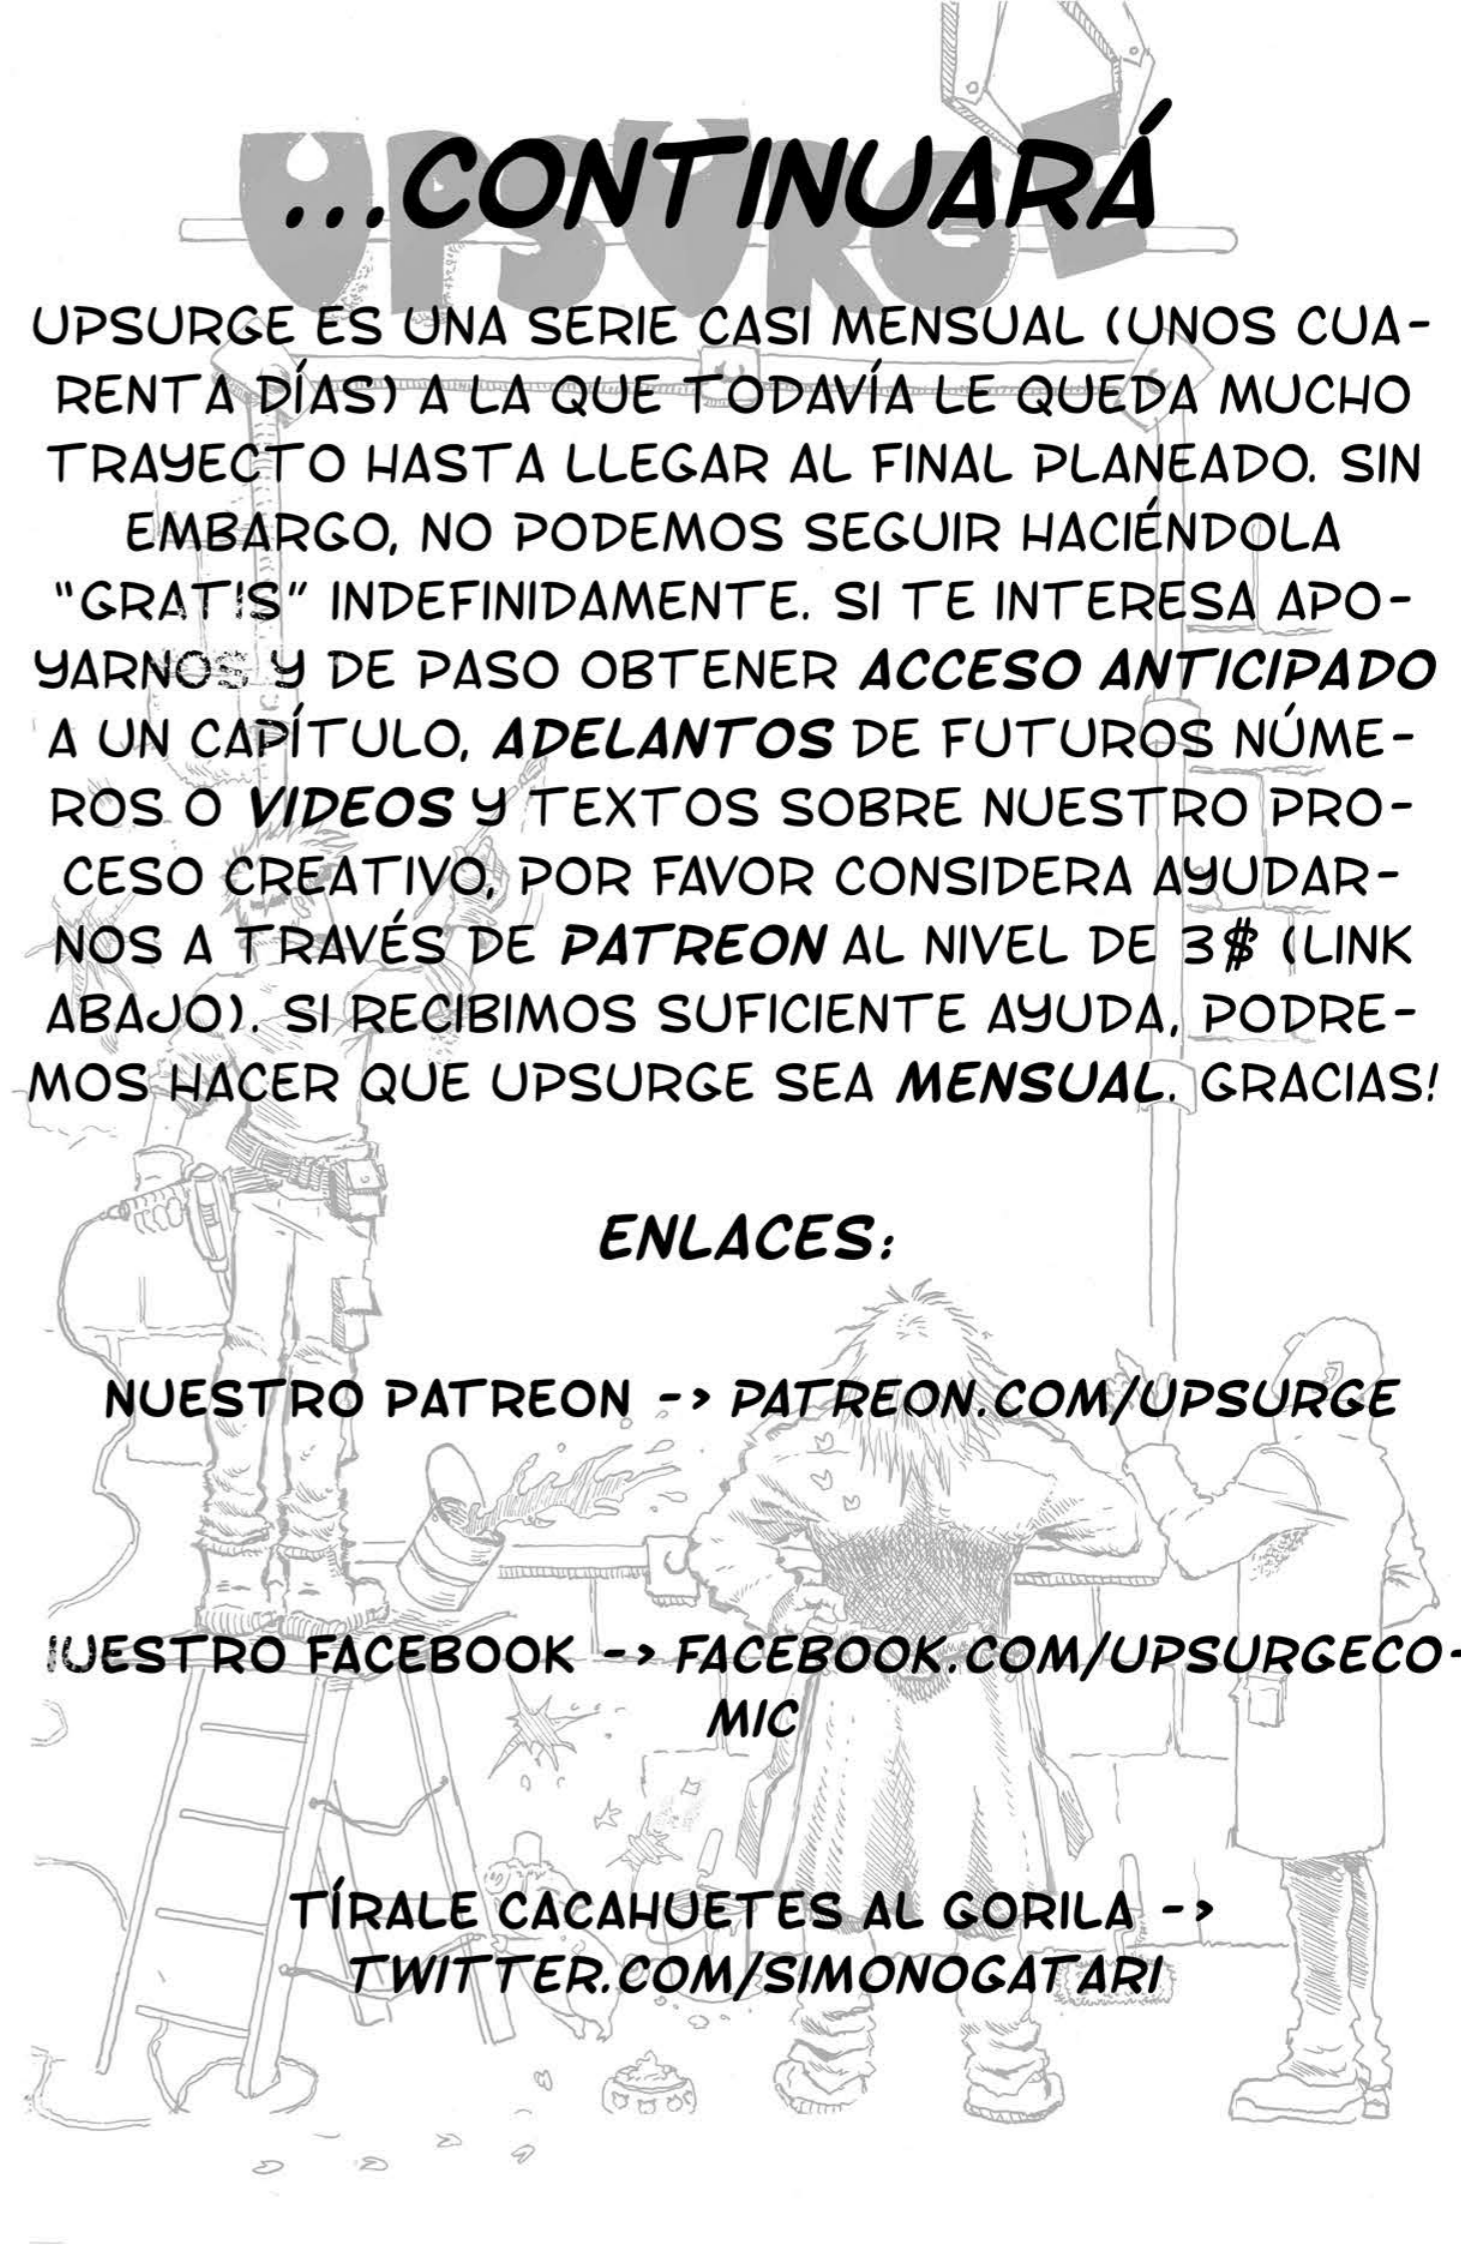 UPSURGE
...CONTINUARÁ
UPSURGE ES UNA SERIE CASI MENSUAL (UNOS CUA-
RENTA DÍAS) A LA QUE TODAVÍA LE QUEDA MUCHO
TRAYECTO HASTA LLEGAR AL FINAL PLANEADO. SIN
EMBARGO, NO PODEMOS SEGUIR HACIÉNDOLA
"GRATIS" INDEFINIDAMENTE. SI TE INTERESA APO-
YARNOS Y DE PASO OBTENER ACCESO ANTICIPADO
A UN CAPÍTULO, ADELANTOS DE FUTUROS NÚME-
ROS O VIDEOS Y TEXTOS SOBRE NUESTRO PRO-
CESO CREATIVO, POR FAVOR CONSIDERA AYUDAR-
NOS A TRAVÉS DE PATREON AL NIVEL DE 3$ (LINK
ABAJO). SI RECIBIMOS SUFICIENTE AYUDA, PODRE-
MOS HACER QUE UPSURGE SEA MENSUAL. GRACIAS!
ENLACES:
NUESTRO PATREON -> PATREON.COM/UPSURGE
NUESTRO FACEBOOK -> FACEBOOK.COM/UPSURGECO-
MIC
TÍRALE CACAHUETES AL GORILA ->
TWITTER.COM/SIMONOGATARI